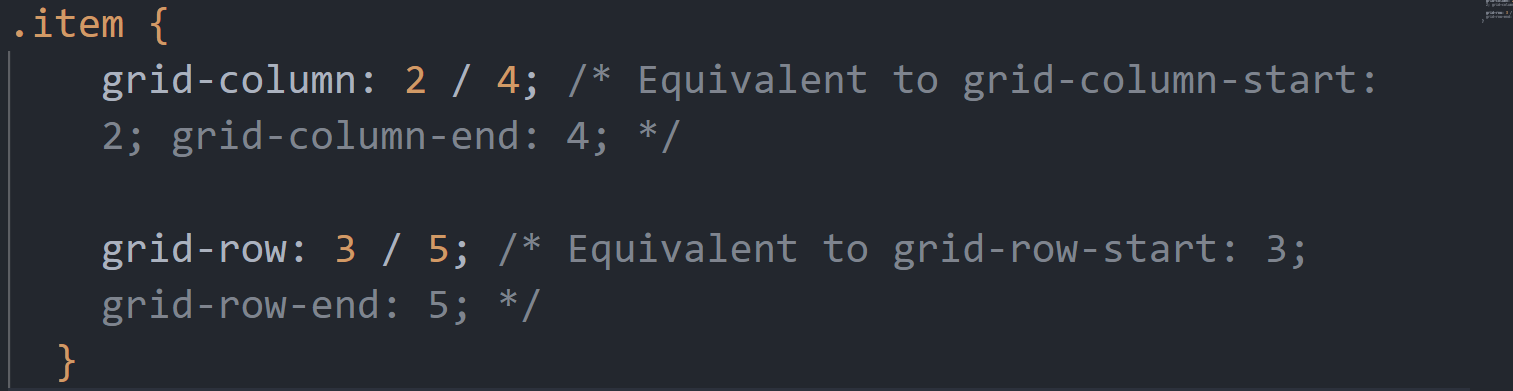 .item {
grid-column: 2 / 4; /* Equivalent to grid-column-start:
2; grid-column-end: 4; */
grid-row: 3 / 5; /* Equivalent to grid-row-start: 3;
grid-row-end: 5; */
}